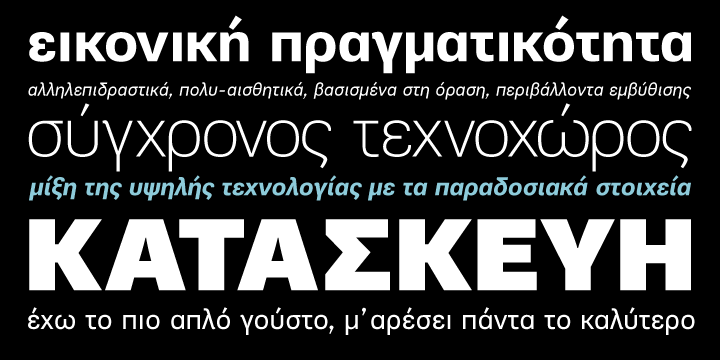 εικονική πραγματικότητα
αλληλεπιδραστικά, πολυ-αισθητικά, βασισμένα στη όραση, περιβάλλοντα εμβύθισης
σύγχρονος τεχνοχώρος
μίξη της υψηλής τεχνολογίας με τα παραδοσιακά στοιχεία
ΚΑΤΑΣΚΕΥΗ
έχω το πιο απλό γούστο, μ’αρέσει πάντα το καλύτερο